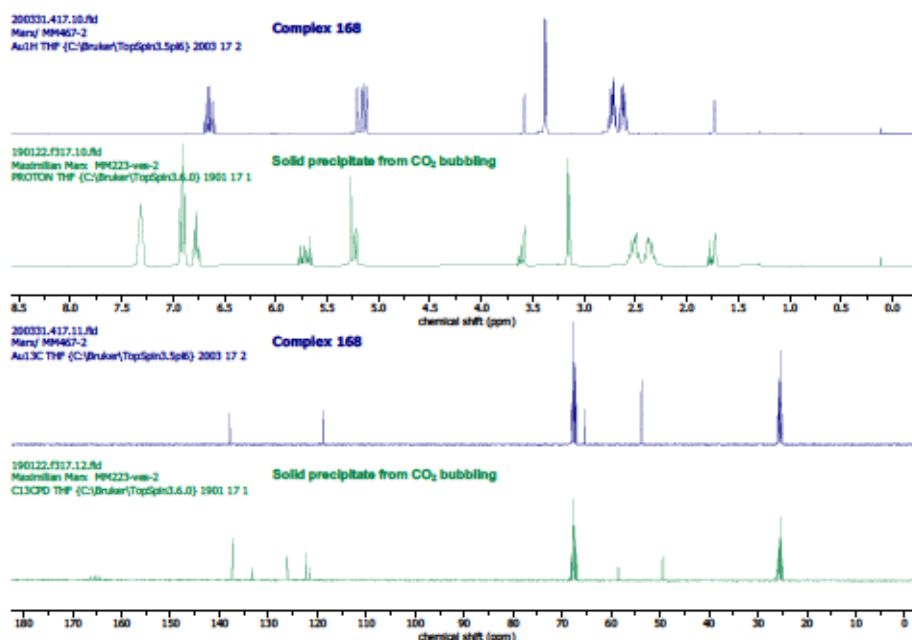 200331.417.10.fid
Marx/ MM467-2
Complex 168
Au1H THF {C:\Bruker\TopSpin3.5pl6} 2003 17 2
190122.f317.10.fid
Maximilian Marx MM223-ves-2
Solid precipitate from CO₂ bubbling
PROTON THF {C:\Bruker\TopSpin3.6.0} 1901 17 1
8.5 8.0 7.5 7.0 6.5 6.0 5.5 5.0 4.5 4.0 3.5 3.0 2.5 2.0 1.5 1.0 0.5 0.0
chemical shift (ppm)
200331.417.11.fid
Marx/ MM467-2
Complex 168
Au13C THF {C:\Bruker\TopSpin3.5pl6} 2003 17 2
190122.f317.12.fid
Maximilian Marx MM223-ves-2
Solid precipitate from CO₂ bubbling
C13CPD THF {C:\Bruker\TopSpin3.6.0} 1901 17 1
180 170 160 150 140 130 120 110 100 90 80 70 60 50 40 30 20 10 0
chemical shift (ppm)